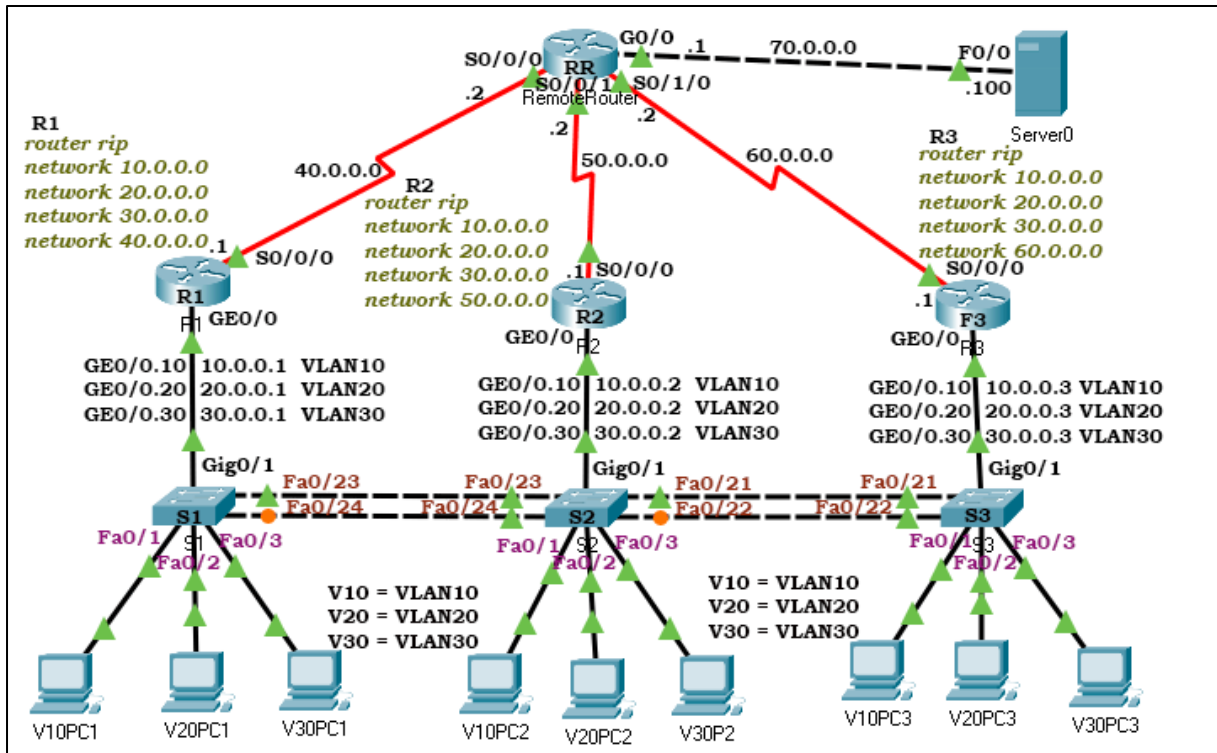 G0/0
.1
70.0.0.0
F0/0
S0/0/0
RR
S0/0/1
S0/1/0
RemoteRouter
.100
Server0
.2
.2
.2
R1
router rip
network 10.0.0.0
network 20.0.0.0
network 30.0.0.0
network 40.0.0.0
40.0.0.0
50.0.0.0
60.0.0.0
R2
router rip
network 10.0.0.0
network 20.0.0.0
network 30.0.0.0
network 50.0.0.0
R3
router rip
network 10.0.0.0
network 20.0.0.0
network 30.0.0.0
network 60.0.0.0
.1
S0/0/0
R1
GE0/0
.1
S0/0/0
R2
GE0/0
S0/0/0
.1
F3
GE0/0
R3
GE0/0.10 10.0.0.1 VLAN10
GE0/0.20 20.0.0.1 VLAN20
GE0/0.30 30.0.0.1 VLAN30
GE0/0.10 10.0.0.2 VLAN10
GE0/0.20 20.0.0.2 VLAN20
GE0/0.30 30.0.0.2 VLAN30
GE0/0.10 10.0.0.3 VLAN10
GE0/0.20 20.0.0.3 VLAN20
GE0/0.30 30.0.0.3 VLAN30
Gig0/1
Gig0/1
Gig0/1
Fa0/23
Fa0/23
Fa0/21
Fa0/21
Fa0/24
Fa0/24
Fa0/22
Fa0/22
S1
S2
S3
S1
S2
S3
Fa0/1
Fa0/2
Fa0/3
Fa0/1
Fa0/2
Fa0/3
Fa0/1
Fa0/2
Fa0/3
V10 = VLAN10
V20 = VLAN20
V30 = VLAN30
V10 = VLAN10
V20 = VLAN20
V30 = VLAN30
V10PC1
V20PC1
V30PC1
V10PC2
V20PC2
V30P2
V10PC3
V20PC3
V30PC3